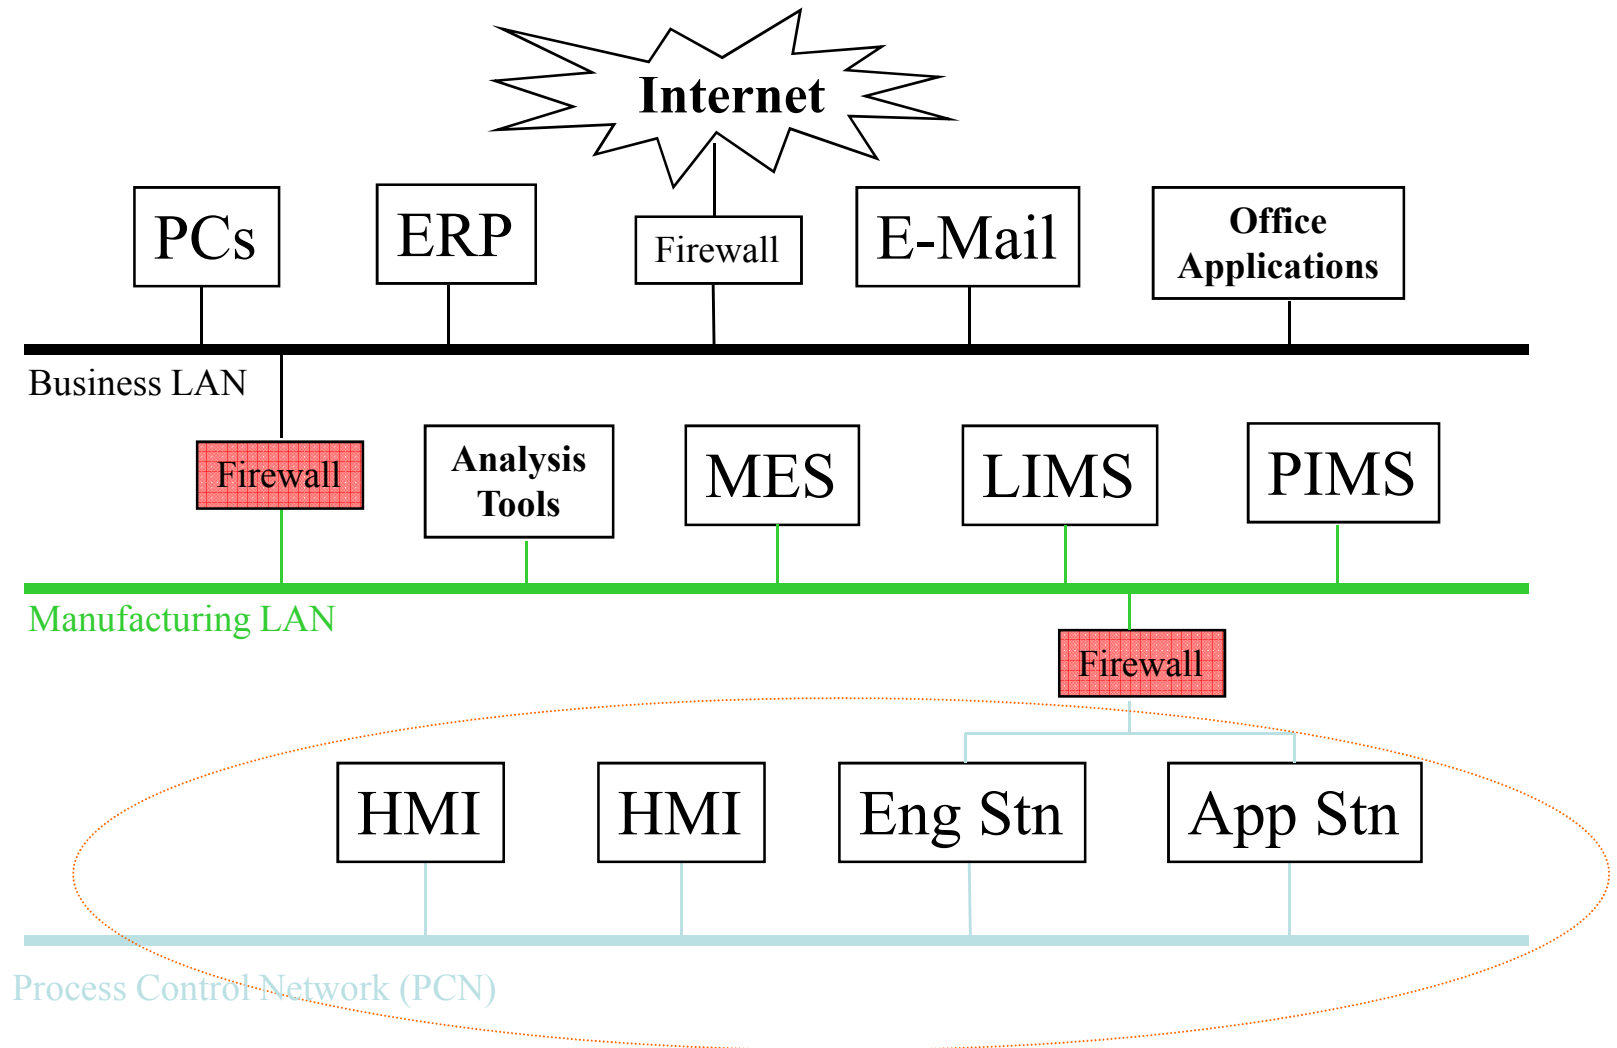 Internet
PCs
ERP
Firewall
E-Mail
Office
Applications
Business LAN
Firewall
Analysis
Tools
MES
LIMS
PIMS
Manufacturing LAN
Firewall
HMI
HMI
Eng Stn
App Stn
Process Control Network (PCN)